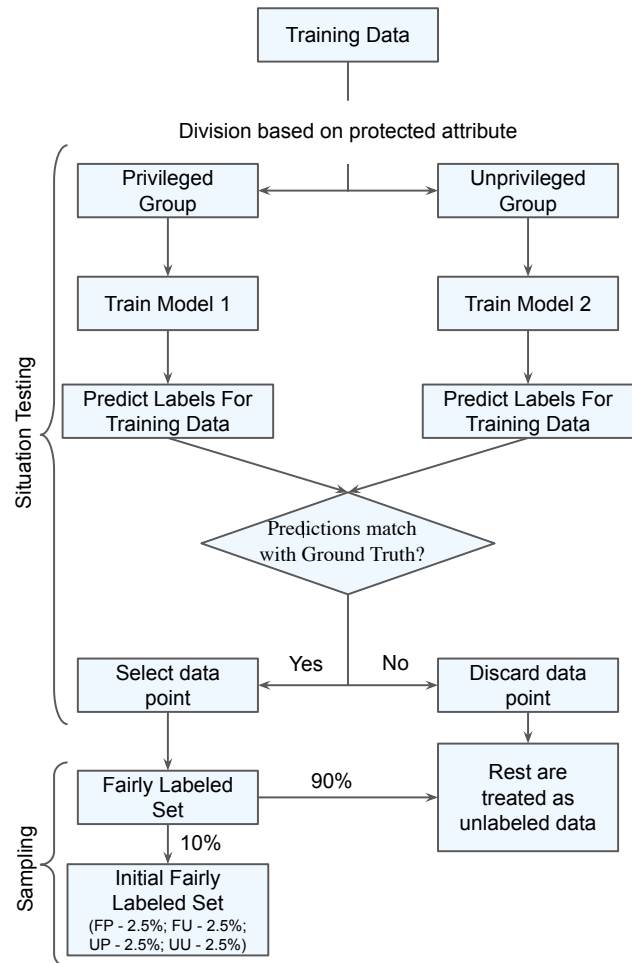 Training Data
Division based on protected attribute
Privileged
Group
Unprivileged
Group
Train Model 1
Train Model 2
Predict Labels For
Training Data
Predict Labels For
Training Data
Situation Testing
Predictions match
with Ground Truth?
Yes
No
Select data
point
Discard data
point
Sampling
Fairly Labeled
Set
90%
Rest are
treated as
unlabeled data
10%
Initial Fairly
Labeled Set
(FP - 2.5%; FU - 2.5%;
UP - 2.5%; UU - 2.5%)